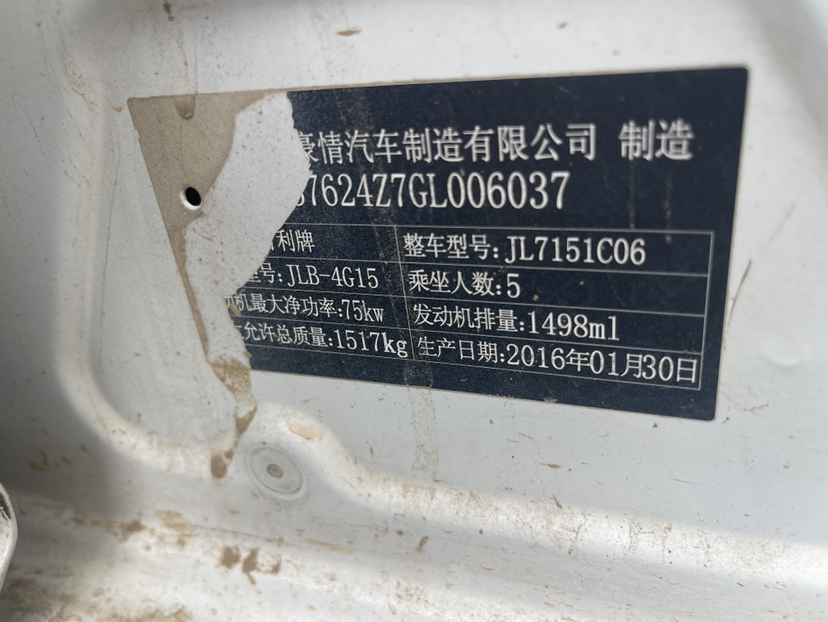 豪情汽车制造有限公司 制造
7624Z7GL006037
利牌 整车型号:JL7151C06
号:JLB-4G15 乘坐人数:5
机最大净功率:75kw 发动机排量:1498ml
允许总质量:1517kg 生产日期:2016年01月30日